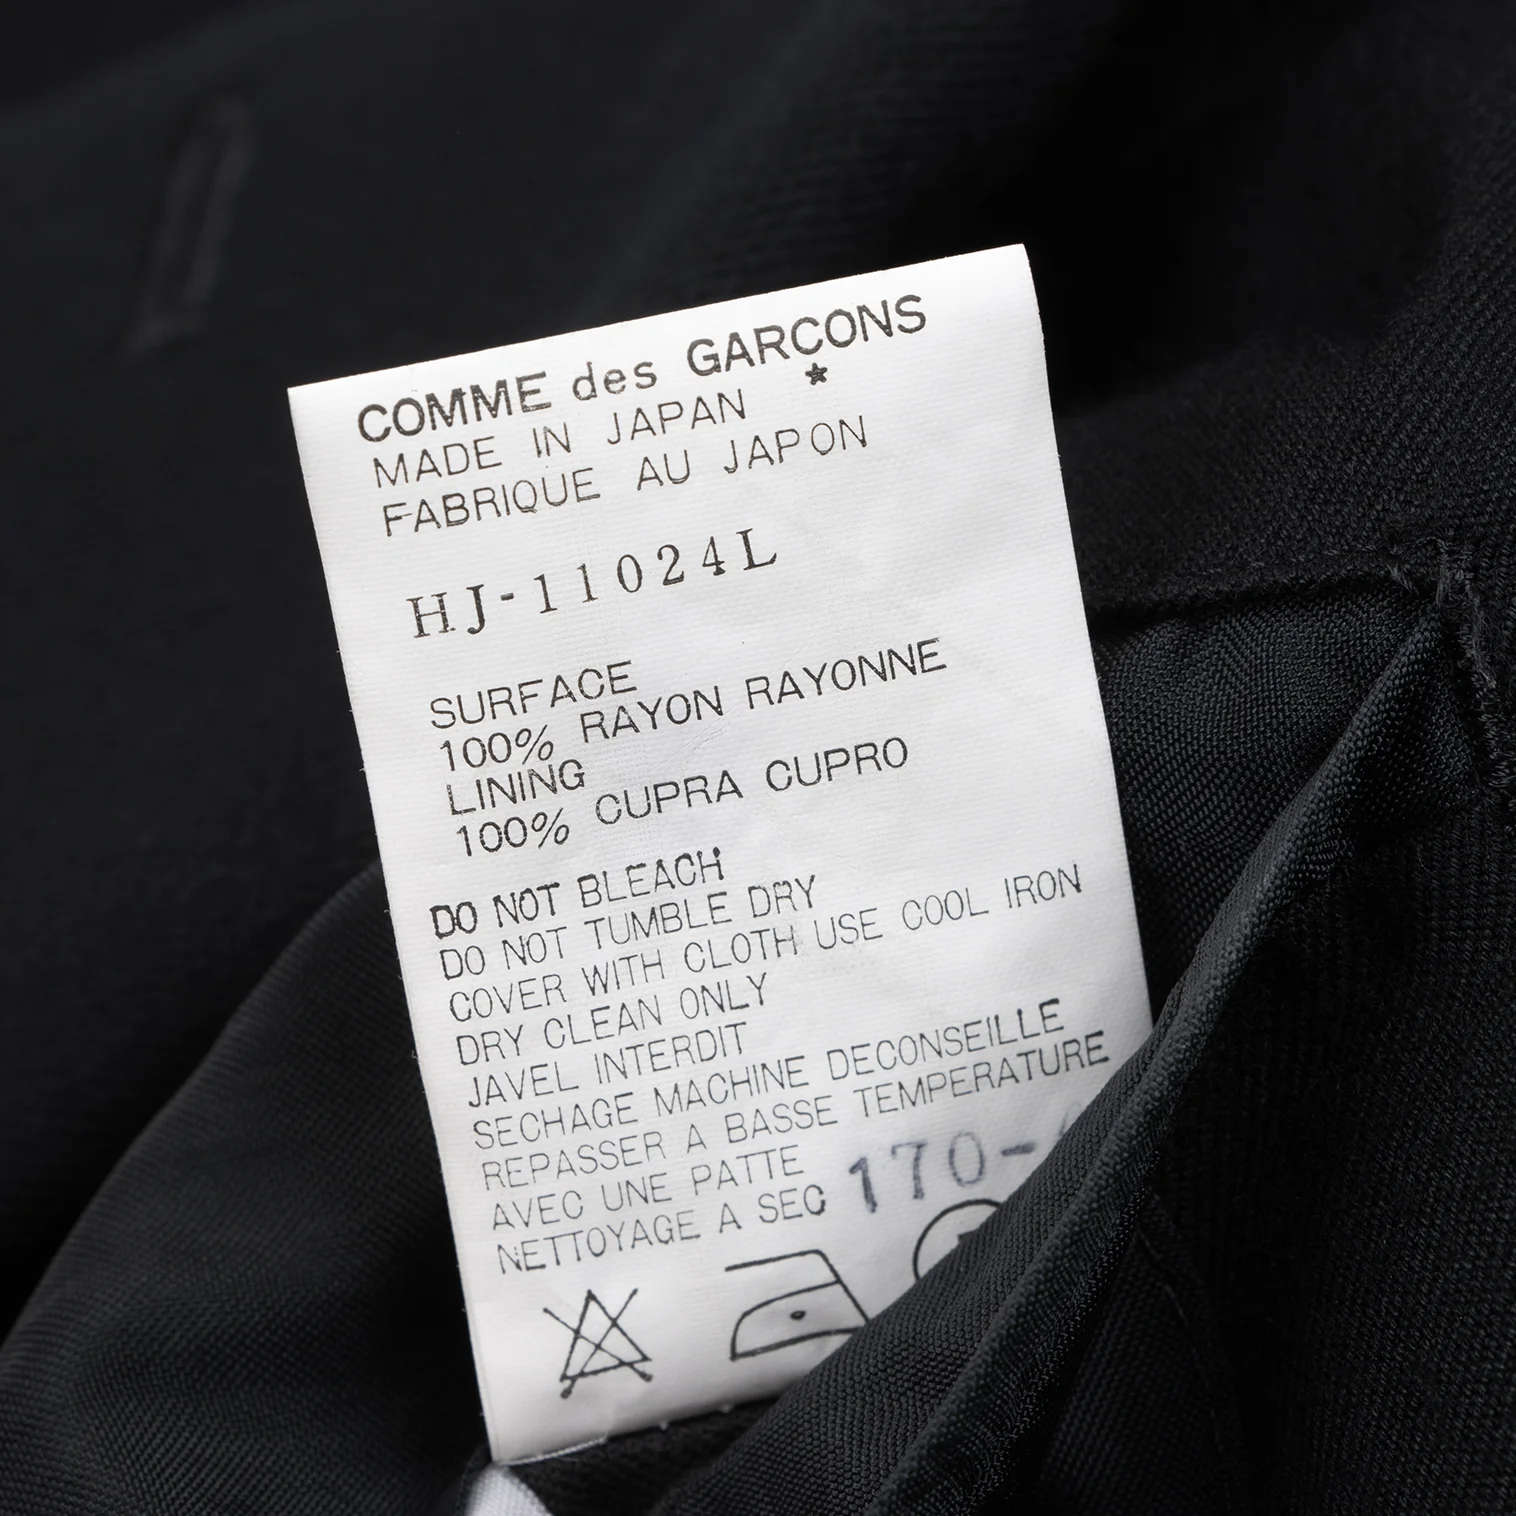 COMME des GARCONS
★
MADE IN JAPAN
FABRIQUE AU JAPON
HJ-11024L
SURFACE
100% RAYON RAYONNE
LINING
100% CUPRA CUPRO
DO NOT BLEACH
DO NOT TUMBLE DRY
COVER WITH CLOTH USE COOL IRON
DRY CLEAN ONLY
JAVEL INTERDIT
SECHAGE MACHINE DECONSEILLE
REPASSER A BASSE TEMPERATURE
AVEC UNE PATTE
NETTOYAGE A SEC
170-